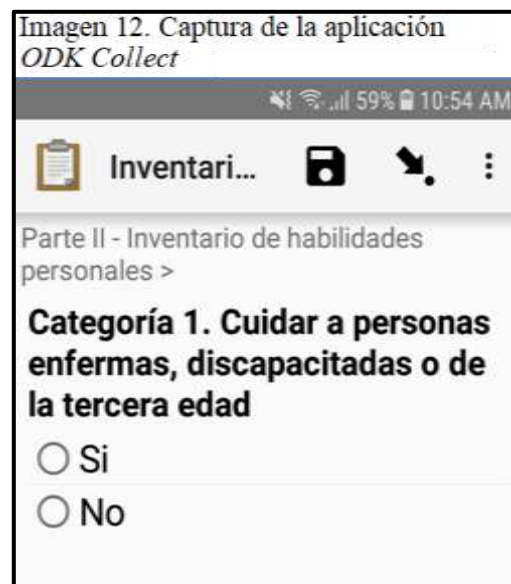 Imagen 12. Captura de la aplicación
ODK Collect
59% 10:54 AM
Inventari...
Parte II - Inventario de habilidades
personales >
Categoría 1. Cuidar a personas
enfermas, discapacitadas o de
la tercera edad
Si
No